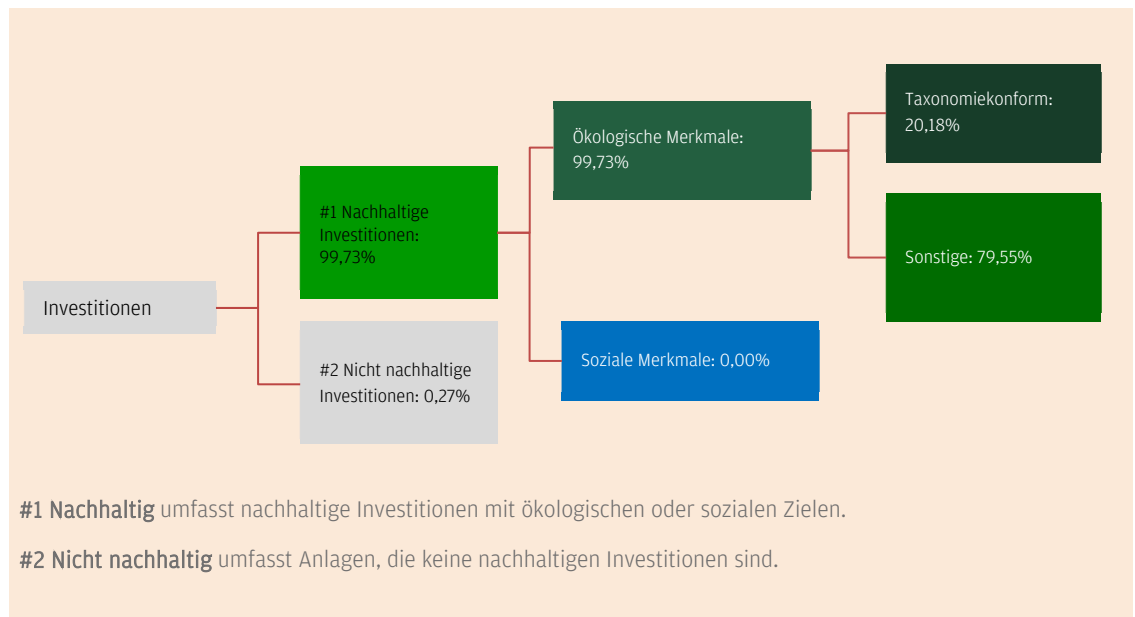 Investitionen
#1 Nachhaltige
Investitionen:
99,73%
#2 Nicht nachhaltige
Investitionen: 0,27%
Ökologische Merkmale:
99,73%
Soziale Merkmale: 0,00%
Taxonomiekonform:
20,18%
Sonstige: 79,55%
#1 Nachhaltig umfasst nachhaltige Investitionen mit ökologischen oder sozialen Zielen.
#2 Nicht nachhaltig umfasst Anlagen, die keine nachhaltigen Investitionen sind.